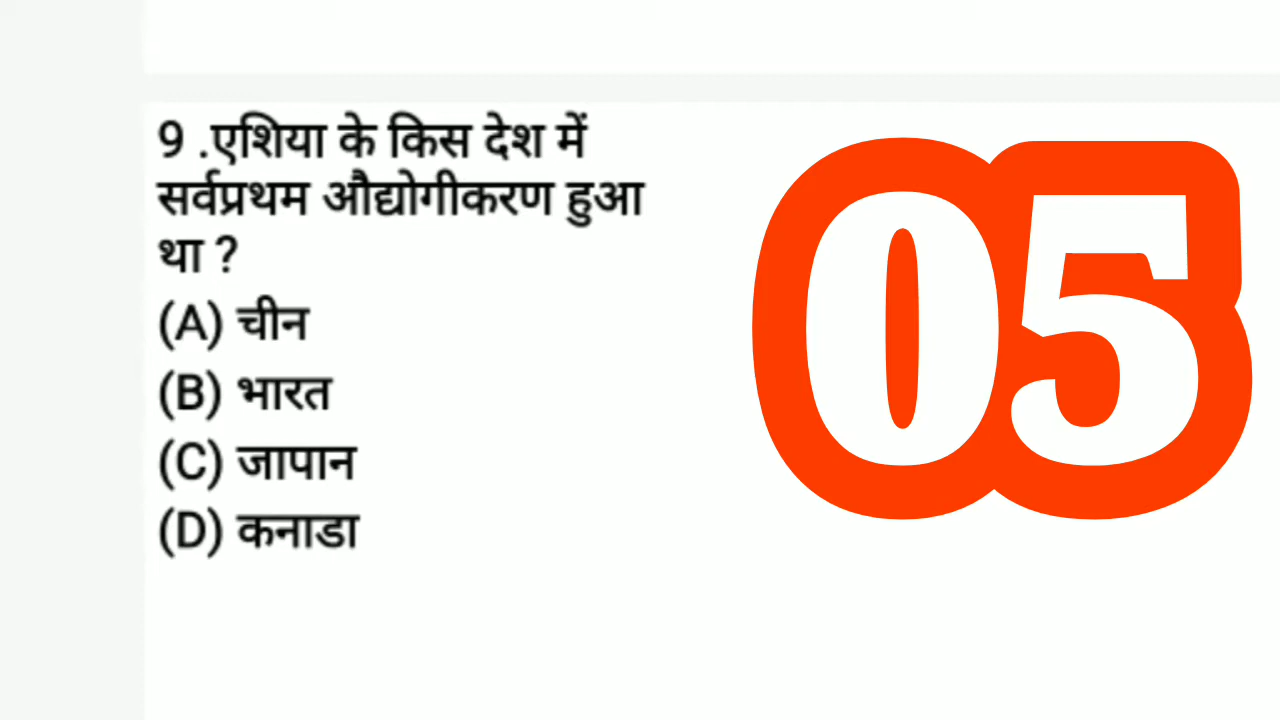 9 .एशिया के किस देश में
सर्वप्रथम औद्योगीकरण हुआ
था ?
(A) चीन
(B) भारत
(C) जापान
(D) कनाडा
05